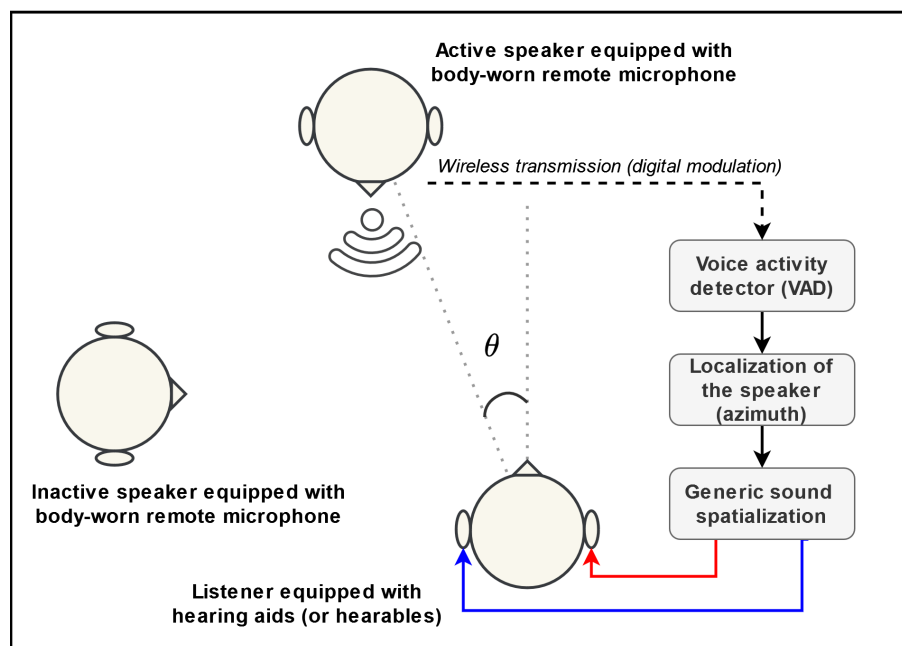 Active speaker equipped with
body-worn remote microphone
Wireless transmission (digital modulation)
Voice activity
detector (VAD)
θ
Localization of
the speaker
(azimuth)
Inactive speaker equipped with
body-worn remote microphone
Generic sound
spatialization
Listener equipped with
hearing aids (or hearables)